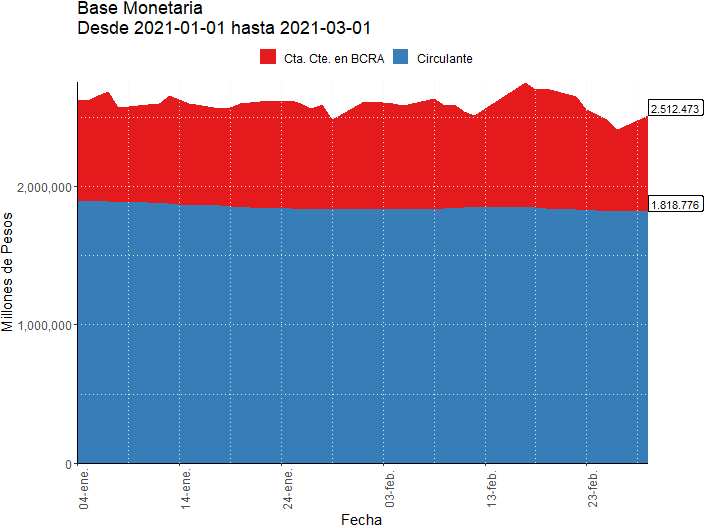 Base Monetaria
Desde 2021-01-01 hasta 2021-03-01
Cta. Cte. en BCRA
Circulante
2.512.473
2,000,000
1.818.776
1,000,000
0
Millones de Pesos
04-ene.
14-ene.
24-ene.
03-feb.
13-feb.
23-feb.
Fecha